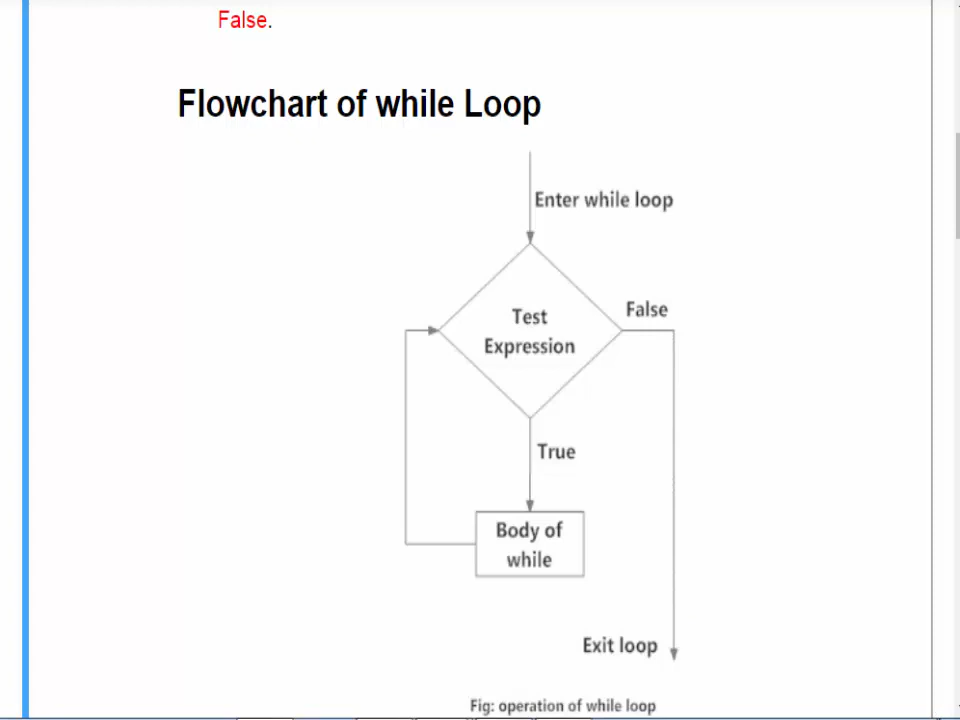 False.
Flowchart of while Loop
Enter while loop
False
Test
Expression
True
Body of
while
Exit loop
Fig: operation of while loop